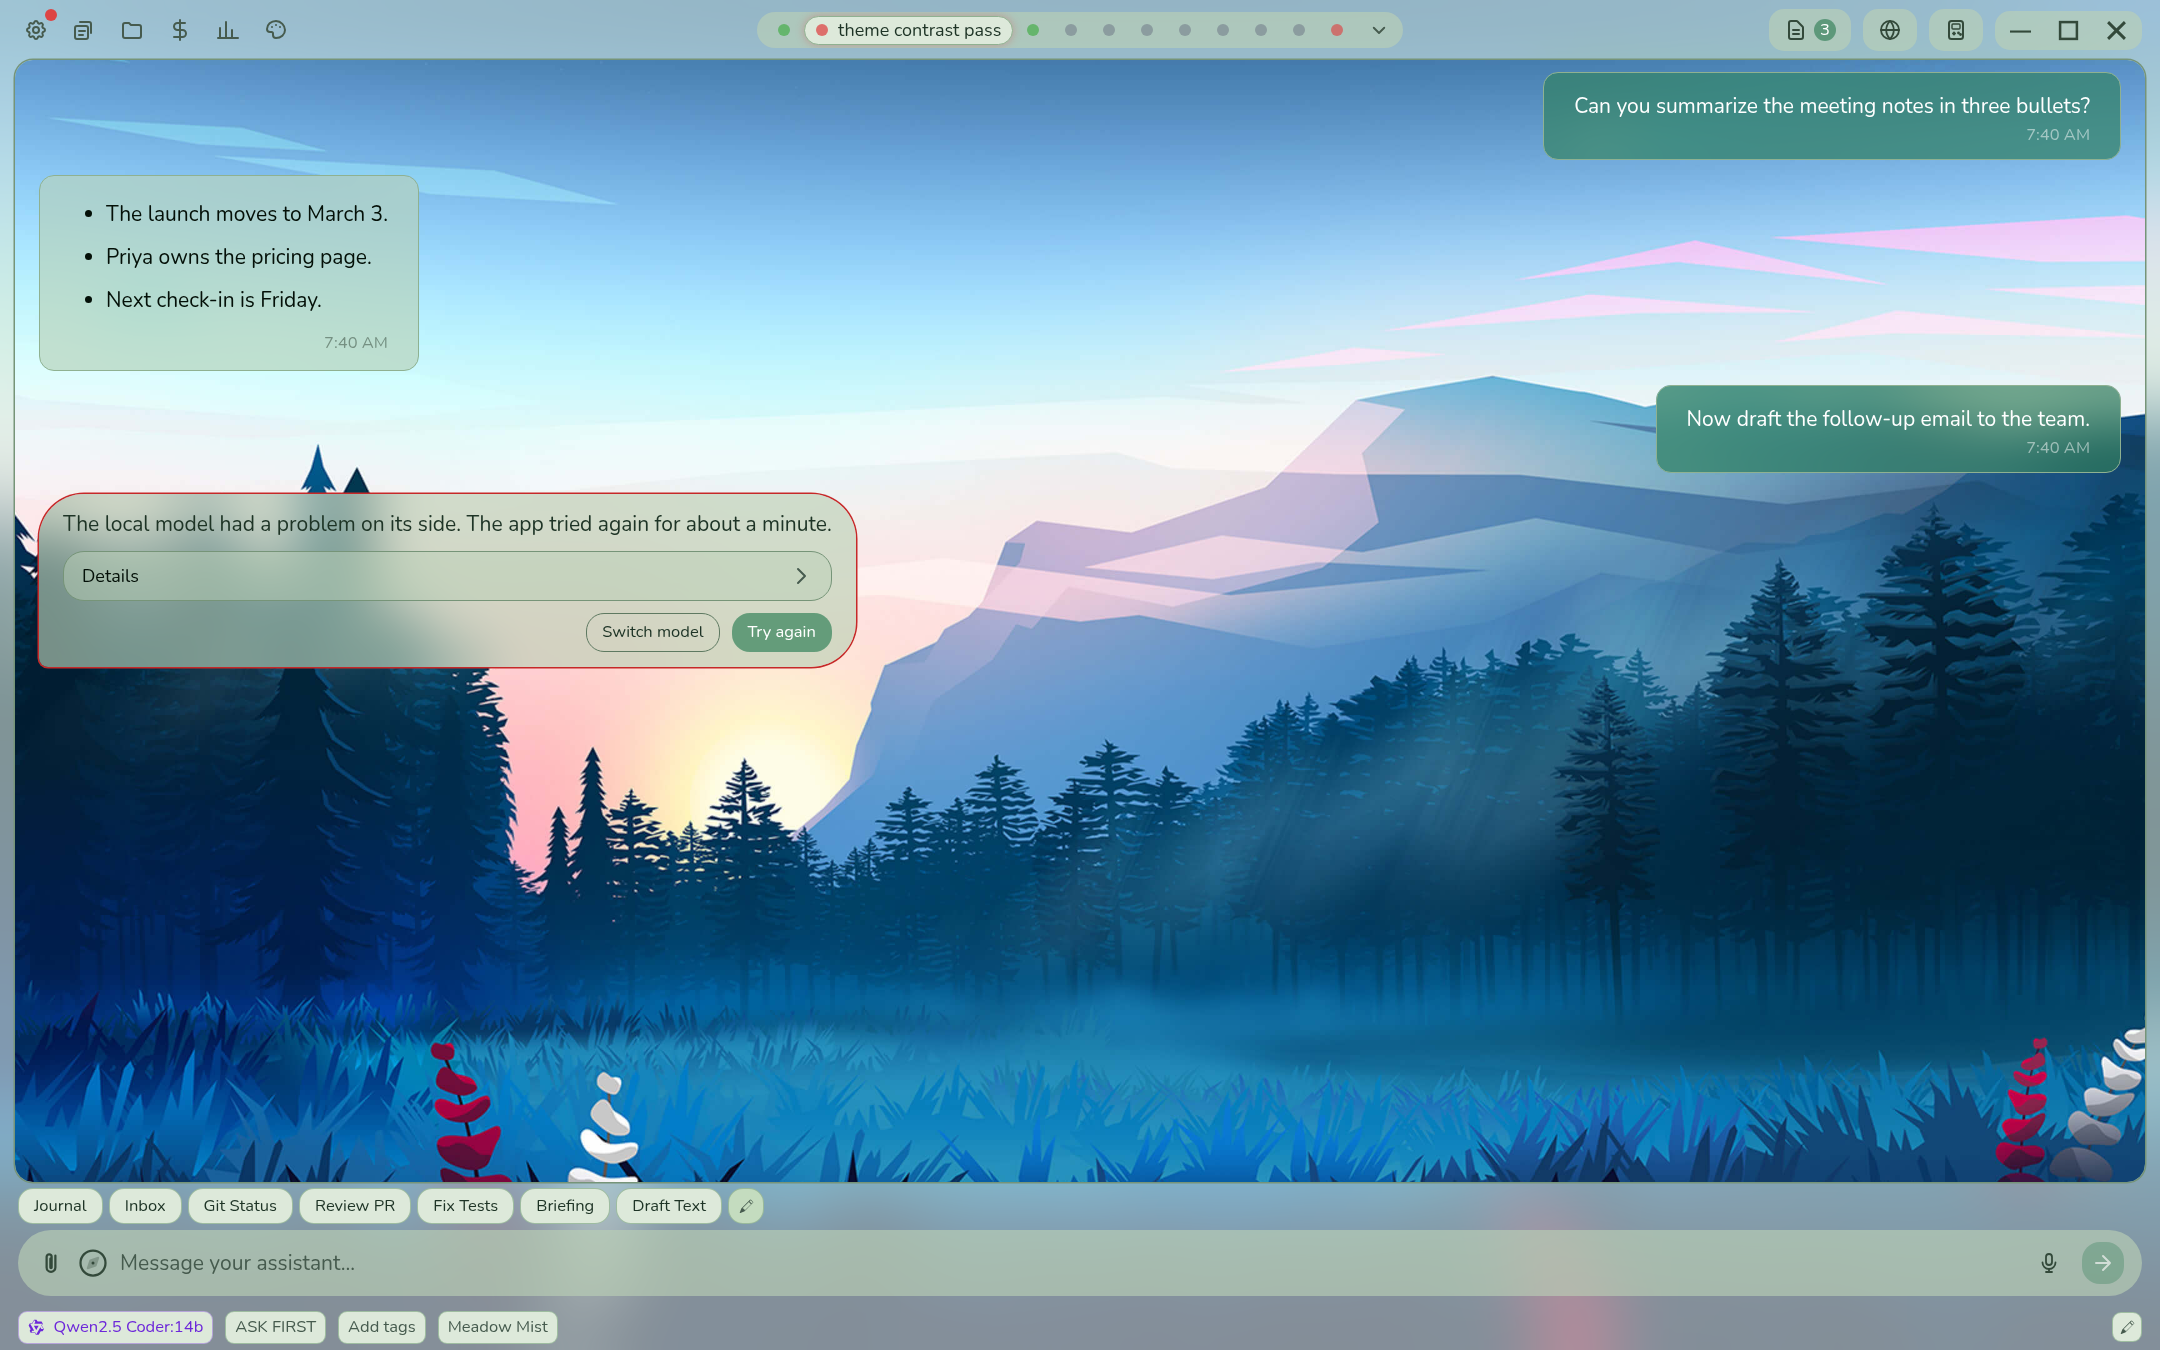 theme contrast pass
3
Can you summarize the meeting notes in three bullets?
7:40 AM
• The launch moves to March 3.
• Priya owns the pricing page.
• Next check-in is Friday.
7:40 AM
Now draft the follow-up email to the team.
7:40 AM
The local model had a problem on its side. The app tried again for about a minute.
Details
Switch model Try again
Journal Inbox Git Status Review PR Fix Tests Briefing Draft Text
Message your assistant...
Qwen2.5 Coder:14b ASK FIRST Add tags Meadow Mist